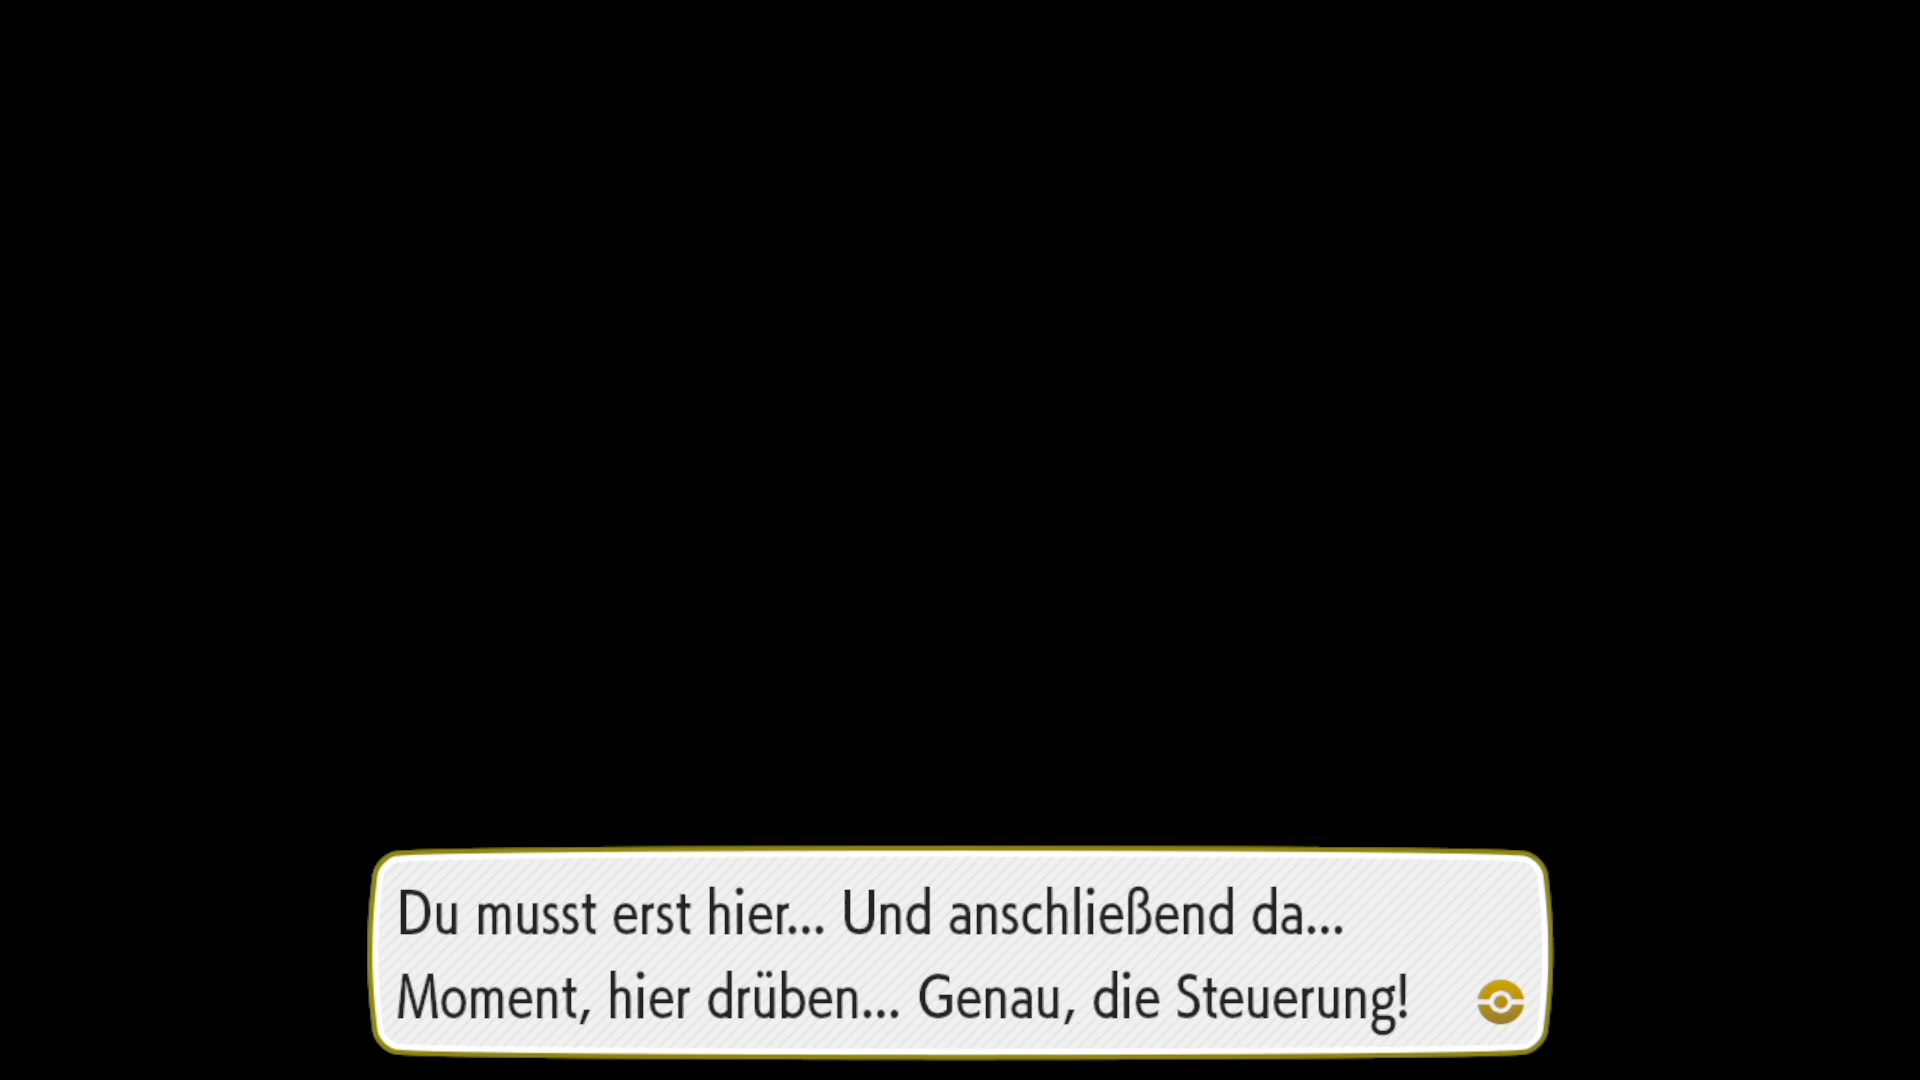 Du musst erst hier... Und anschließend da...
Moment, hier drüben... Genau, die Steuerung!